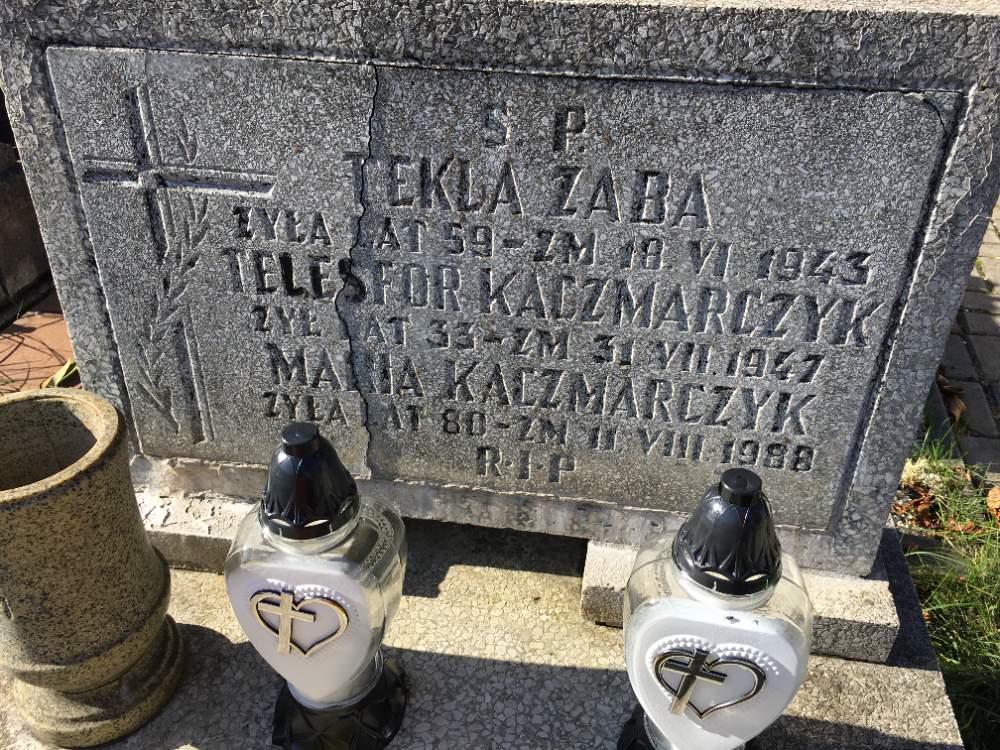 Ś. P.
TEKLA ŻABA
ŻYŁA LAT 59 - ZM. 18. VI. 1943
TELESFOR KACZMARCZYK
ŻYŁ LAT 33 - ZM 31 VII. 1947
MARIA KACZMARCZYK
ŻYŁA LAT 80 - ZM 11 VIII. 1988
R·I·P